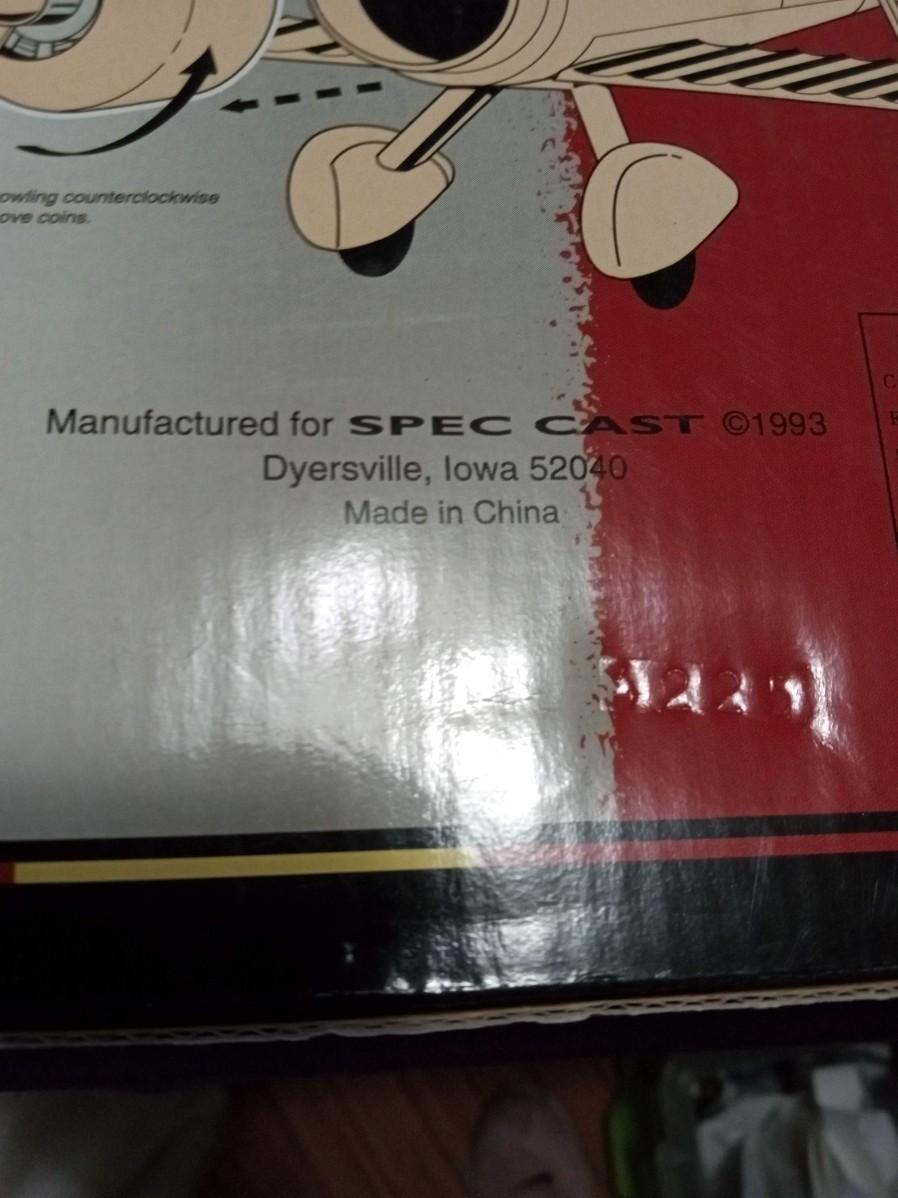 owling counterclockwise
ove coins.
Manufactured for SPEC CAST ©1993
Dyersville, Iowa 52040
Made in China